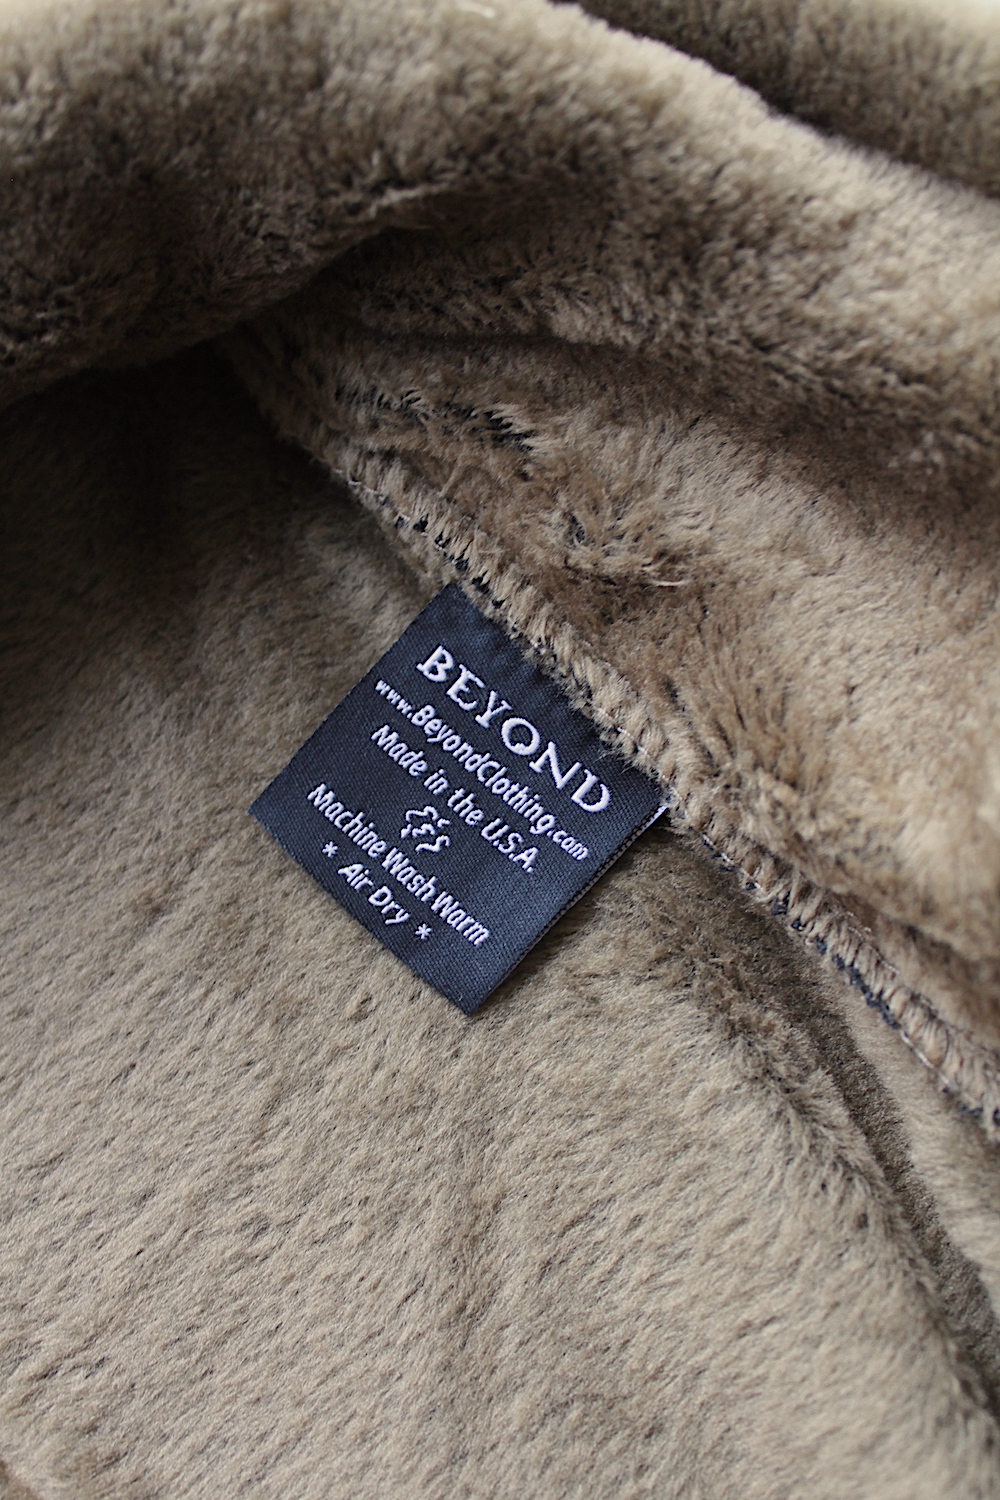 BEYOND
www.BeyondClothing.com
Made in the U.S.A.
Machine Wash Warm
* Air Dry *